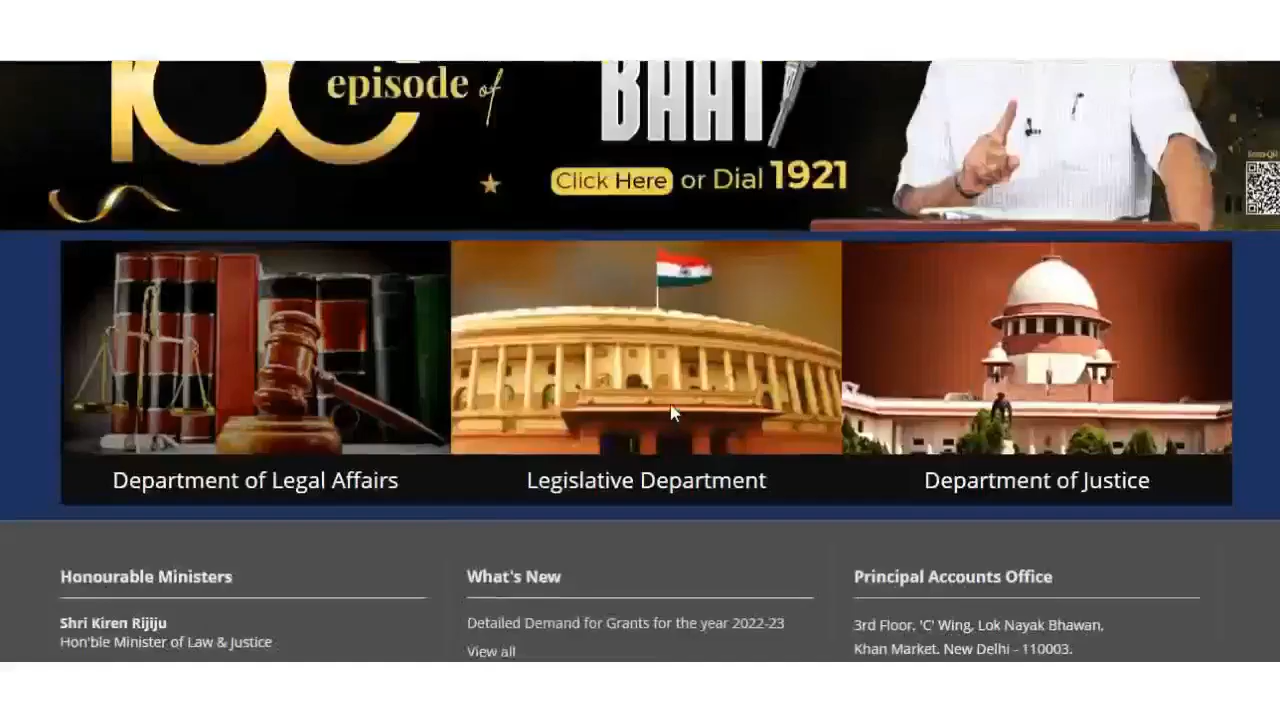 100
episode of
BAAT
Click Here or Dial 1921
Department of Legal Affairs
Legislative Department
Department of Justice
Honourable Ministers
What's New
Principal Accounts Office
Shri Kiren Rijiju
Hon'ble Minister of Law & Justice
Detailed Demand for Grants for the year 2022-23
View all
3rd Floor, 'C' Wing, Lok Nayak Bhawan,
Khan Market, New Delhi - 110003.